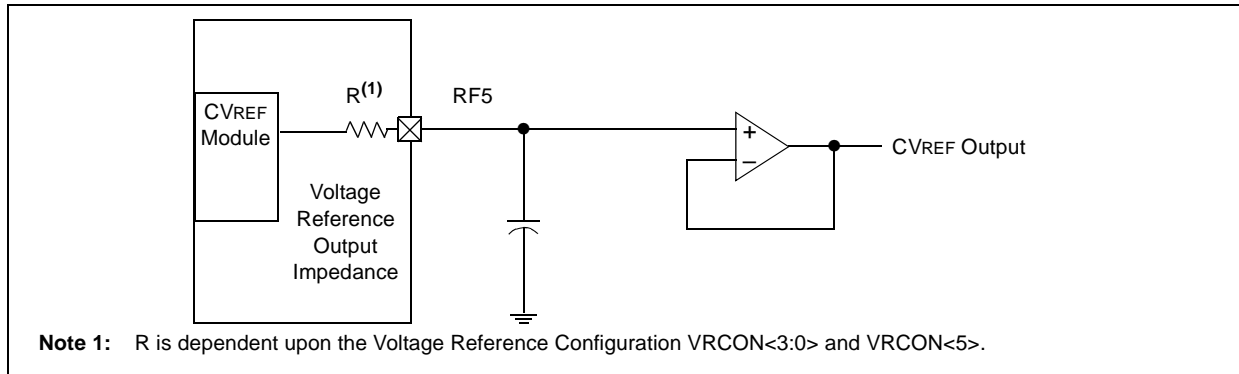 R(1)
RF5
CVREF
Module
+
–
CVREF Output
Voltage
Reference
Output
Impedance
Note 1: R is dependent upon the Voltage Reference Configuration VRCON<3:0> and VRCON<5>.